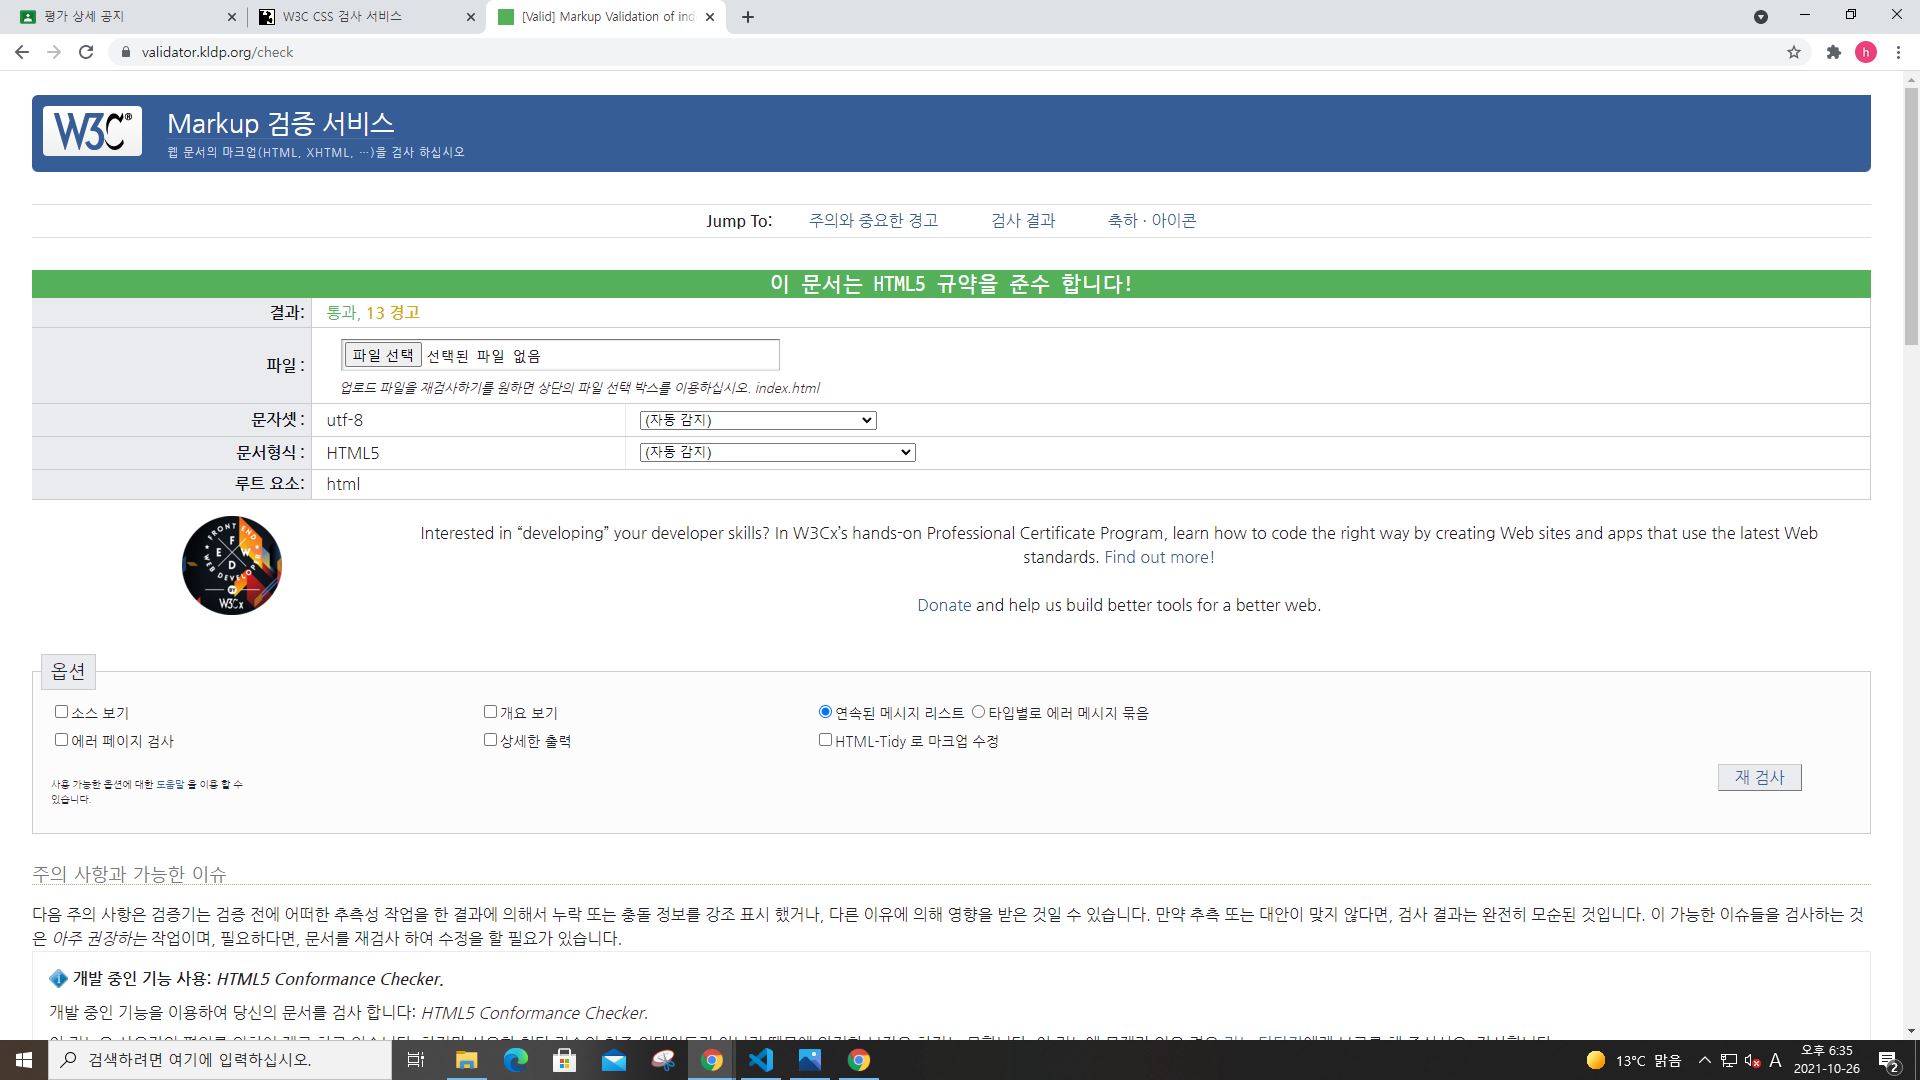 평가 상세 공지
W3C CSS 검사 서비스
[Valid] Markup Validation of ind
validator.kldp.org/check
h
W3C®
Markup 검증 서비스
웹 문서의 마크업(HTML, XHTML, …)을 검사 하십시오
Jump To: 주의와 중요한 경고 검사 결과 축하 · 아이콘
이 문서는 HTML5 규약을 준수 합니다!
결과: 통과, 13 경고
파일 : 파일 선택 선택된 파일 없음
업로드 파일을 재검사하기를 원하면 상단의 파일 선택 박스를 이용하십시오. index.html
문자셋 : utf-8 (자동 감지)
문서형식 : HTML5 (자동 감지)
루트 요소: html
FRONT END
F E W D
WEB DEVELOPER
BY
W3Cx
Interested in “developing” your developer skills? In W3Cx’s hands-on Professional Certificate Program, learn how to code the right way by creating Web sites and apps that use the latest Web
standards. Find out more!
Donate and help us build better tools for a better web.
옵션
소스 보기 개요 보기 연속된 메시지 리스트 타입별로 에러 메시지 묶음
에러 페이지 검사 상세한 출력 HTML-Tidy 로 마크업 수정
사용 가능한 옵션에 대한 도움말 을 이용 할 수
있습니다.
재 검사
주의 사항과 가능한 이슈
다음 주의 사항은 검증기는 검증 전에 어떠한 추측성 작업을 한 결과에 의해서 누락 또는 충돌 정보를 강조 표시 했거나, 다른 이유에 의해 영향을 받은 것일 수 있습니다. 만약 추측 또는 대안이 맞지 않다면, 검사 결과는 완전히 모순된 것입니다. 이 가능한 이슈들을 검사하는 것
은 아주 권장하는 작업이며, 필요하다면, 문서를 재검사 하여 수정을 할 필요가 있습니다.
개발 중인 기능 사용: HTML5 Conformance Checker.
개발 중인 기능을 이용하여 당신의 문서를 검사 합니다: HTML5 Conformance Checker.
검색하려면 여기에 입력하십시오.
13°C 맑음
A
오후 6:35
2021-10-26
2